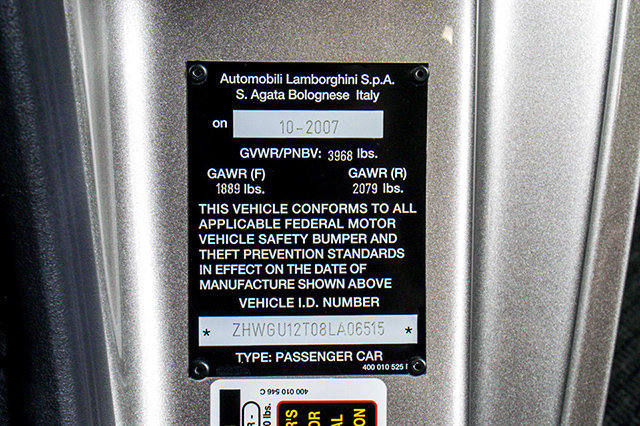 Automobili Lamborghini S.p.A.
S. Agata Bolognese Italy
on 10-2007
GVWR/PNBV: 3968 lbs.
GAWR (F) GAWR (R)
1889 lbs. 2079 lbs.
THIS VEHICLE CONFORMS TO ALL
APPLICABLE FEDERAL MOTOR
VEHICLE SAFETY BUMPER AND
THEFT PREVENTION STANDARDS
IN EFFECT ON THE DATE OF
MANUFACTURE SHOWN ABOVE
VEHICLE I.D. NUMBER
* ZHWGU12T08LA06515 *
TYPE: PASSENGER CAR
400 010 525 I
400 010 546 C